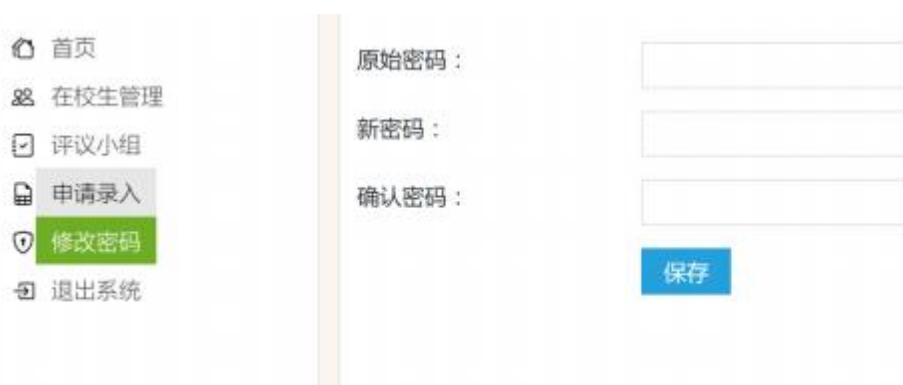 首页
在校生管理
评议小组
申请录入
修改密码
退出系统
原始密码：
新密码：
确认密码：
保存